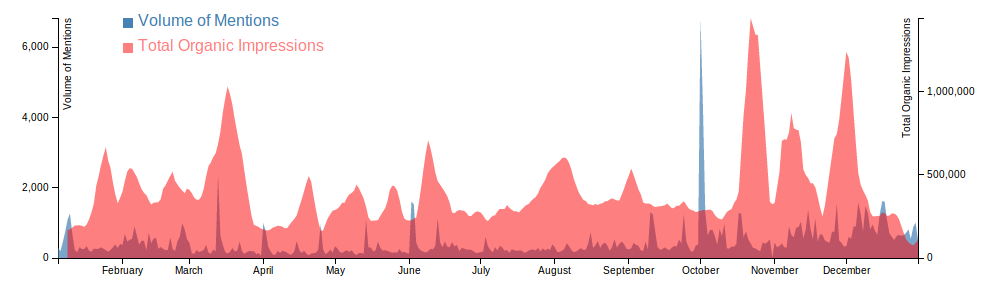 Volume of Mentions
Total Organic Impressions
Volume of Mentions
6,000
4,000
2,000
0
Total Organic Impressions
1,000,000
500,000
0
February March April May June July August September October November December